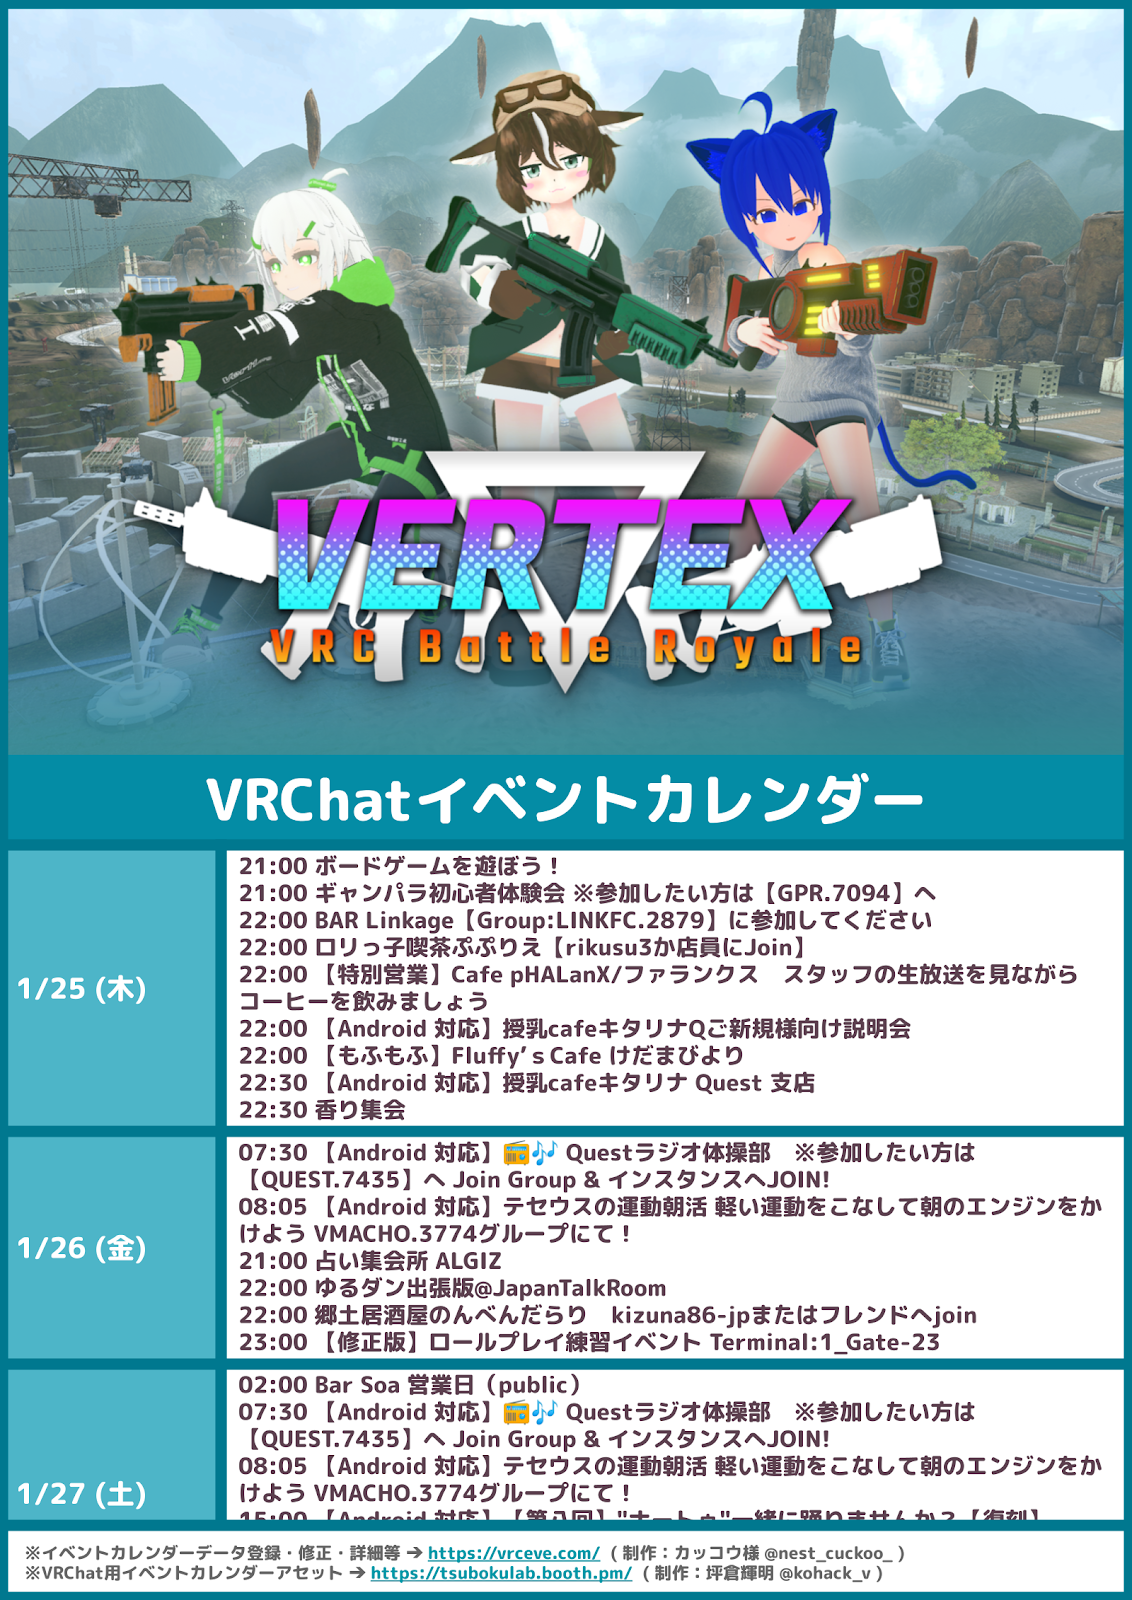 VERTEX
VRC Battle Royale
VRChatイベントカレンダー
1/25 (木)
21:00 ボードゲームを遊ぼう！
21:00 ギャンパラ初心者体験会 ※参加したい方は【GPR.7094】へ
22:00 BAR Linkage【Group:LINKFC.2879】に参加してください
22:00 ロリっ子喫茶ぷぷりえ【rikusu3か店員にJoin】
22:00 【特別営業】Cafe pHALanX/ファランクス　スタッフの生放送を見ながら
コーヒーを飲みましょう
22:00 【Android 対応】授乳cafeキタリナQご新規様向け説明会
22:00 【もふもふ】Fluffy’s Cafe けだまびより
22:30 【Android 対応】授乳cafeキタリナ Quest 支店
22:30 香り集会
1/26 (金)
07:30 【Android 対応】📻🎶 Questラジオ体操部　※参加したい方は
【QUEST.7435】へ Join Group & インスタンスへJOIN!
08:05 【Android 対応】テセウスの運動朝活 軽い運動をこなして朝のエンジンをか
けよう VMACHO.3774グループにて！
21:00 占い集会所 ALGIZ
22:00 ゆるダン出張版@JapanTalkRoom
22:00 郷土居酒屋のんべんだらり　kizuna86-jpまたはフレンドへjoin
23:00 【修正版】ロールプレイ練習イベント Terminal:1_Gate-23
1/27 (土)
02:00 Bar Soa 営業日（public）
07:30 【Android 対応】📻🎶 Questラジオ体操部　※参加したい方は
【QUEST.7435】へ Join Group & インスタンスへJOIN!
08:05 【Android 対応】テセウスの運動朝活 軽い運動をこなして朝のエンジンをか
けよう VMACHO.3774グループにて！
15:00 【Android 対応】【第八回】"ナートゥ"一緒に踊りませんか？【復刻】
※イベントカレンダーデータ登録・修正・詳細等 ➔ https://vrceve.com/ ( 制作：カッコウ様 @nest_cuckoo_ )
※VRChat用イベントカレンダーアセット ➔ https://tsubokulab.booth.pm/ ( 制作：坪倉輝明 @kohack_v )